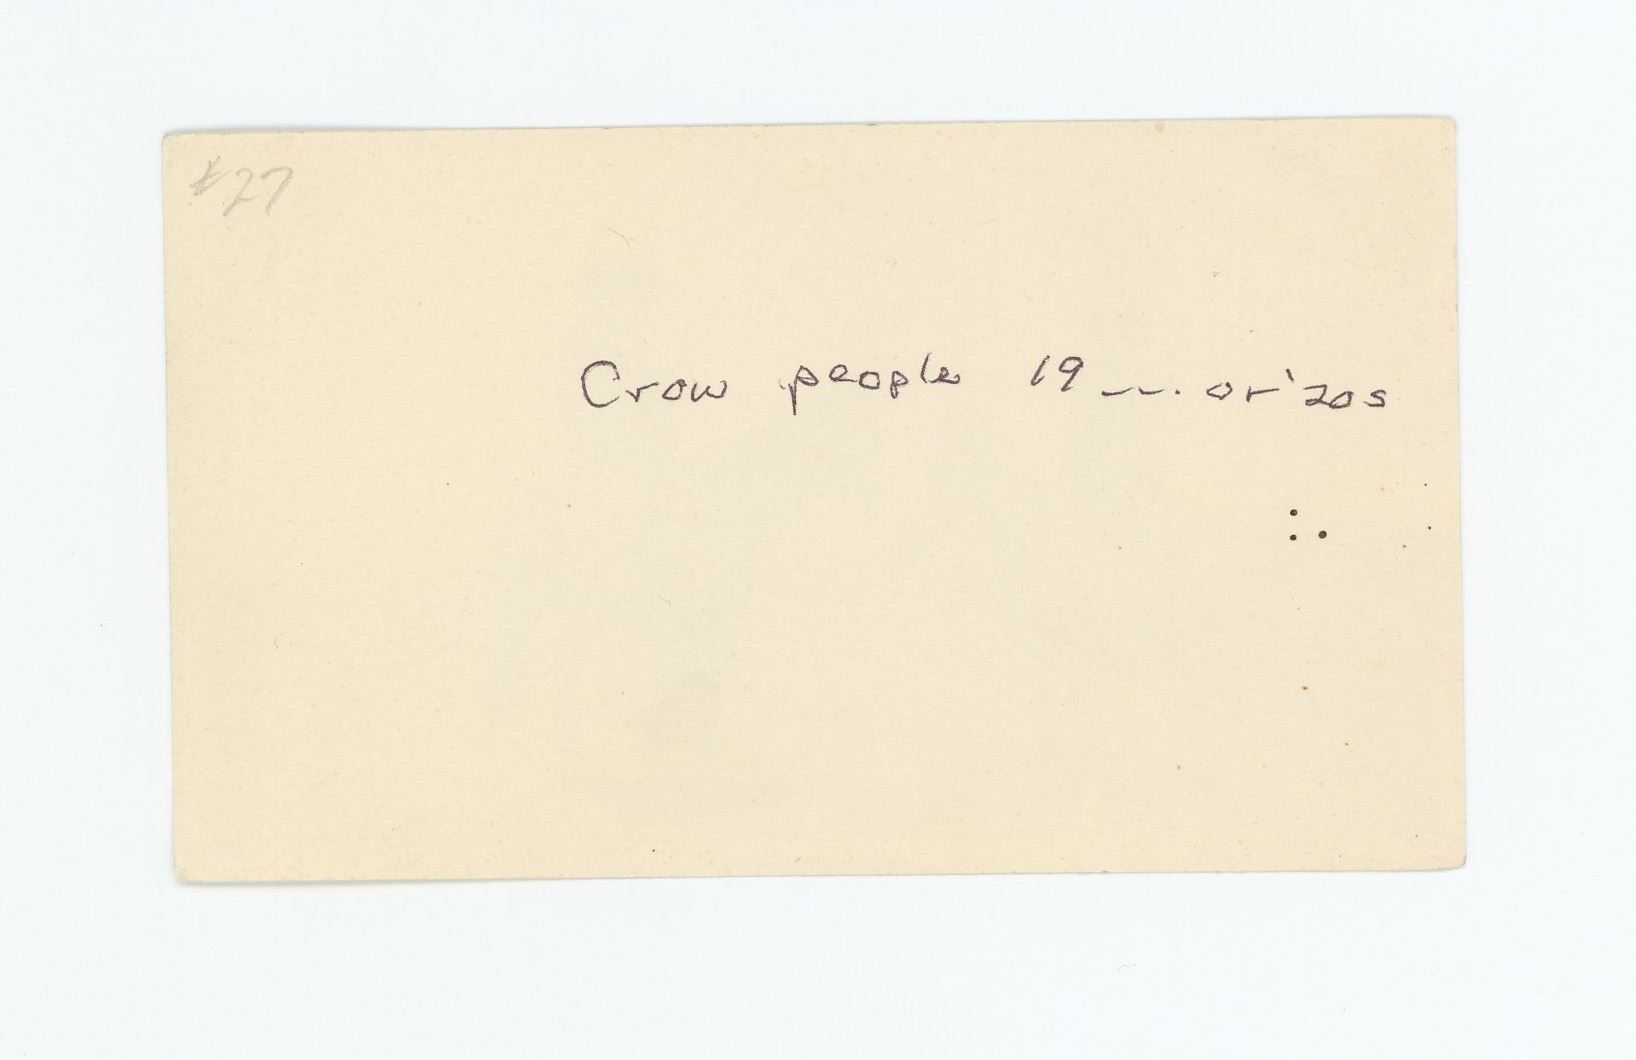 #27
Crow people 19 _ _ . or '20s